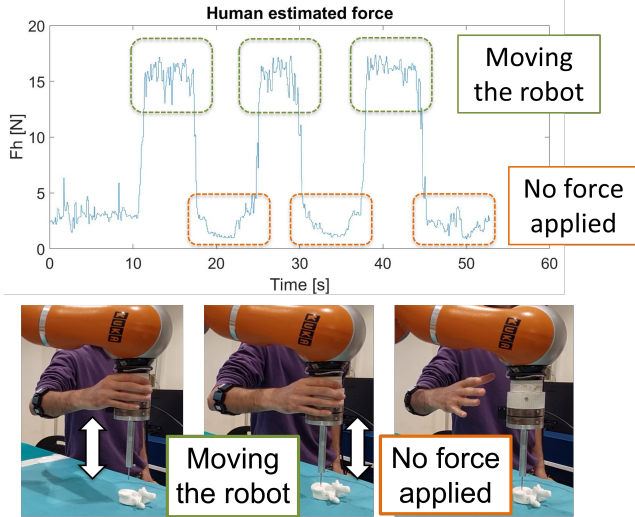 Human estimated force
20
15
10
5
0
Fh [N]
0
10
20
30
40
50
60
Time [s]
Moving
the robot
No force
applied
KUKA
KUKA
KUKA
Moving
the robot
No force
applied